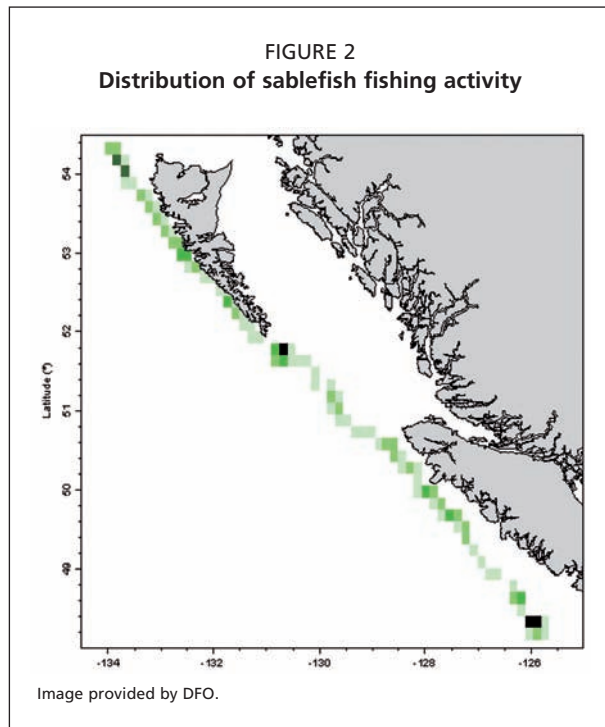 FIGURE 2
Distribution of sablefish fishing activity
54
53
52
51
50
49
Latitude (°)
-134
-132
-130
-128
-126
Image provided by DFO.